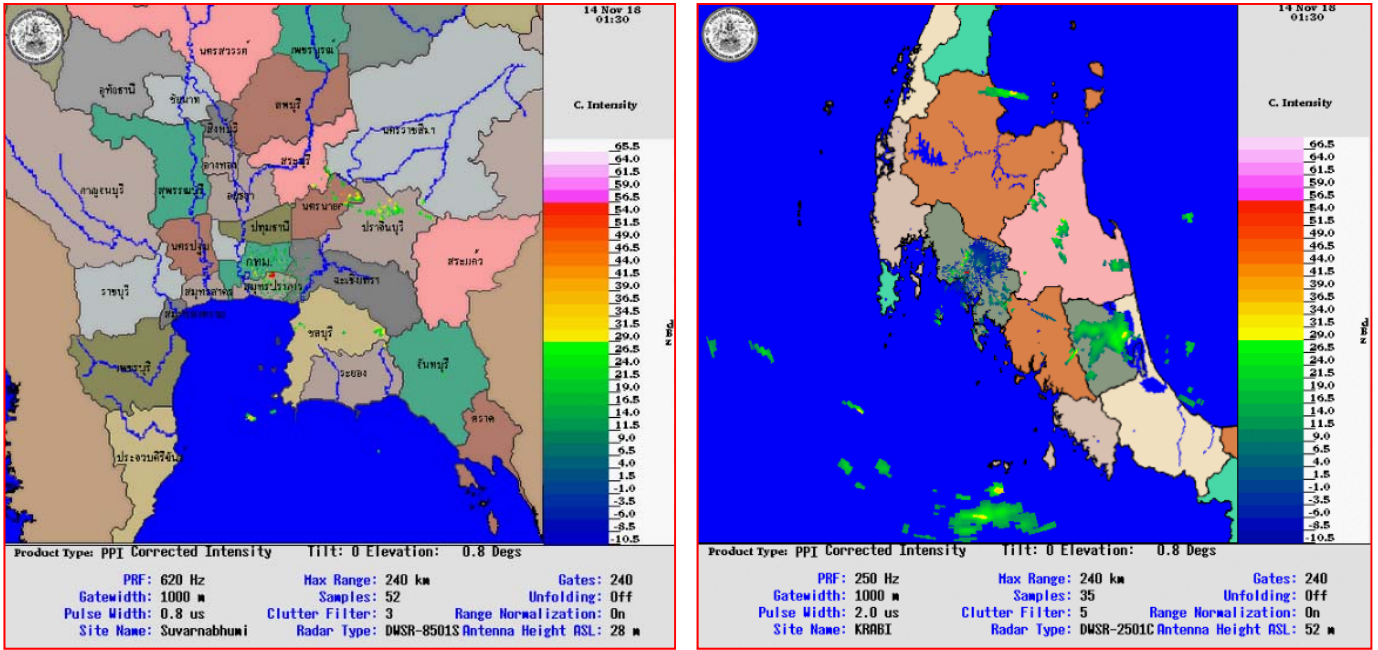 14 Nov 18
01:30
C. Intensity
65.5
64.0
61.5
59.0
56.5
54.0
51.5
49.0
46.5
44.0
41.5
39.0
36.5
34.0
31.5
29.0
26.5
24.0
21.5
19.0
16.5
14.0
11.5
9.0
6.5
4.0
1.5
-1.0
-3.5
-6.0
-8.5
-10.5
นครสวรรค์
เพชรบูรณ์
อุทัยธานี
ชัยนาท
ลพบุรี
สิงห์บุรี
นครราชสีมา
อ่างทอง
สระบุรี
กาญจนบุรี
สุพรรณบุรี
อยุธยา
นครนายก
ปราจีนบุรี
ปทุมธานี
นครปฐม
กทม.
สระแก้ว
ราชบุรี
สมุทรสาคร
สมุทรปราการ
ฉะเชิงเทรา
สมุทรสงคราม
ชลบุรี
เพชรบุรี
ระยอง
จันทบุรี
ตราด
ประจวบคีรีขันธ์
Product Type: PPI Corrected Intensity Tilt: 0 Elevation: 0.8 Degs
PRF: 620 Hz Max Range: 240 km Gates: 240
Gatewidth: 1000 m Samples: 52 Unfolding: Off
Pulse Width: 0.8 us Clutter Filter: 3 Range Normalization: On
Site Name: Suvarnabhumi Radar Type: DWSR-8501S Antenna Height ASL: 28 m
14 Nov 18
01:30
C. Intensity
66.5
64.0
61.5
59.0
56.5
54.0
51.5
49.0
46.5
44.0
41.5
39.0
36.5
34.0
31.5
29.0
26.5
24.0
21.5
19.0
16.5
14.0
11.5
9.0
6.5
4.0
1.5
-1.0
-3.5
-6.0
-8.5
-10.5
Product Type: PPI Corrected Intensity Tilt: 0 Elevation: 0.8 Degs
PRF: 250 Hz Max Range: 240 km Gates: 240
Gatewidth: 1000 m Samples: 35 Unfolding: Off
Pulse Width: 2.0 us Clutter Filter: 5 Range Normalization: On
Site Name: KRABI Radar Type: DWSR-2501C Antenna Height ASL: 52 m